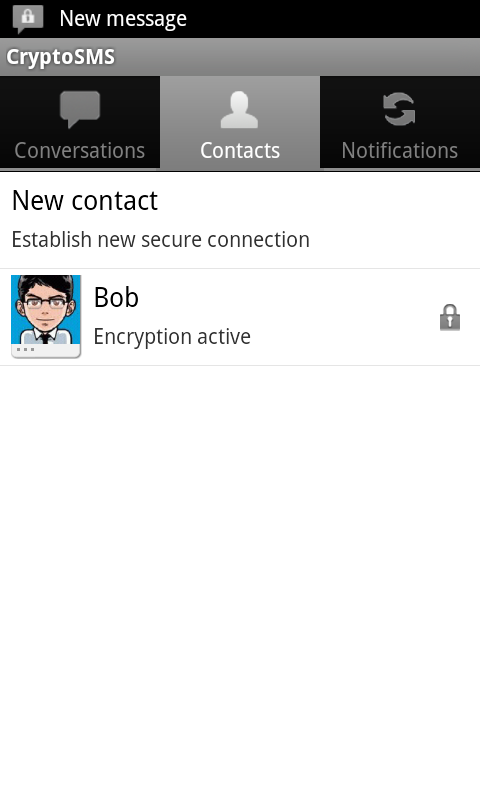 New message
CryptoSMS
Conversations
Contacts
Notifications
New contact
Establish new secure connection
Bob
Encryption active